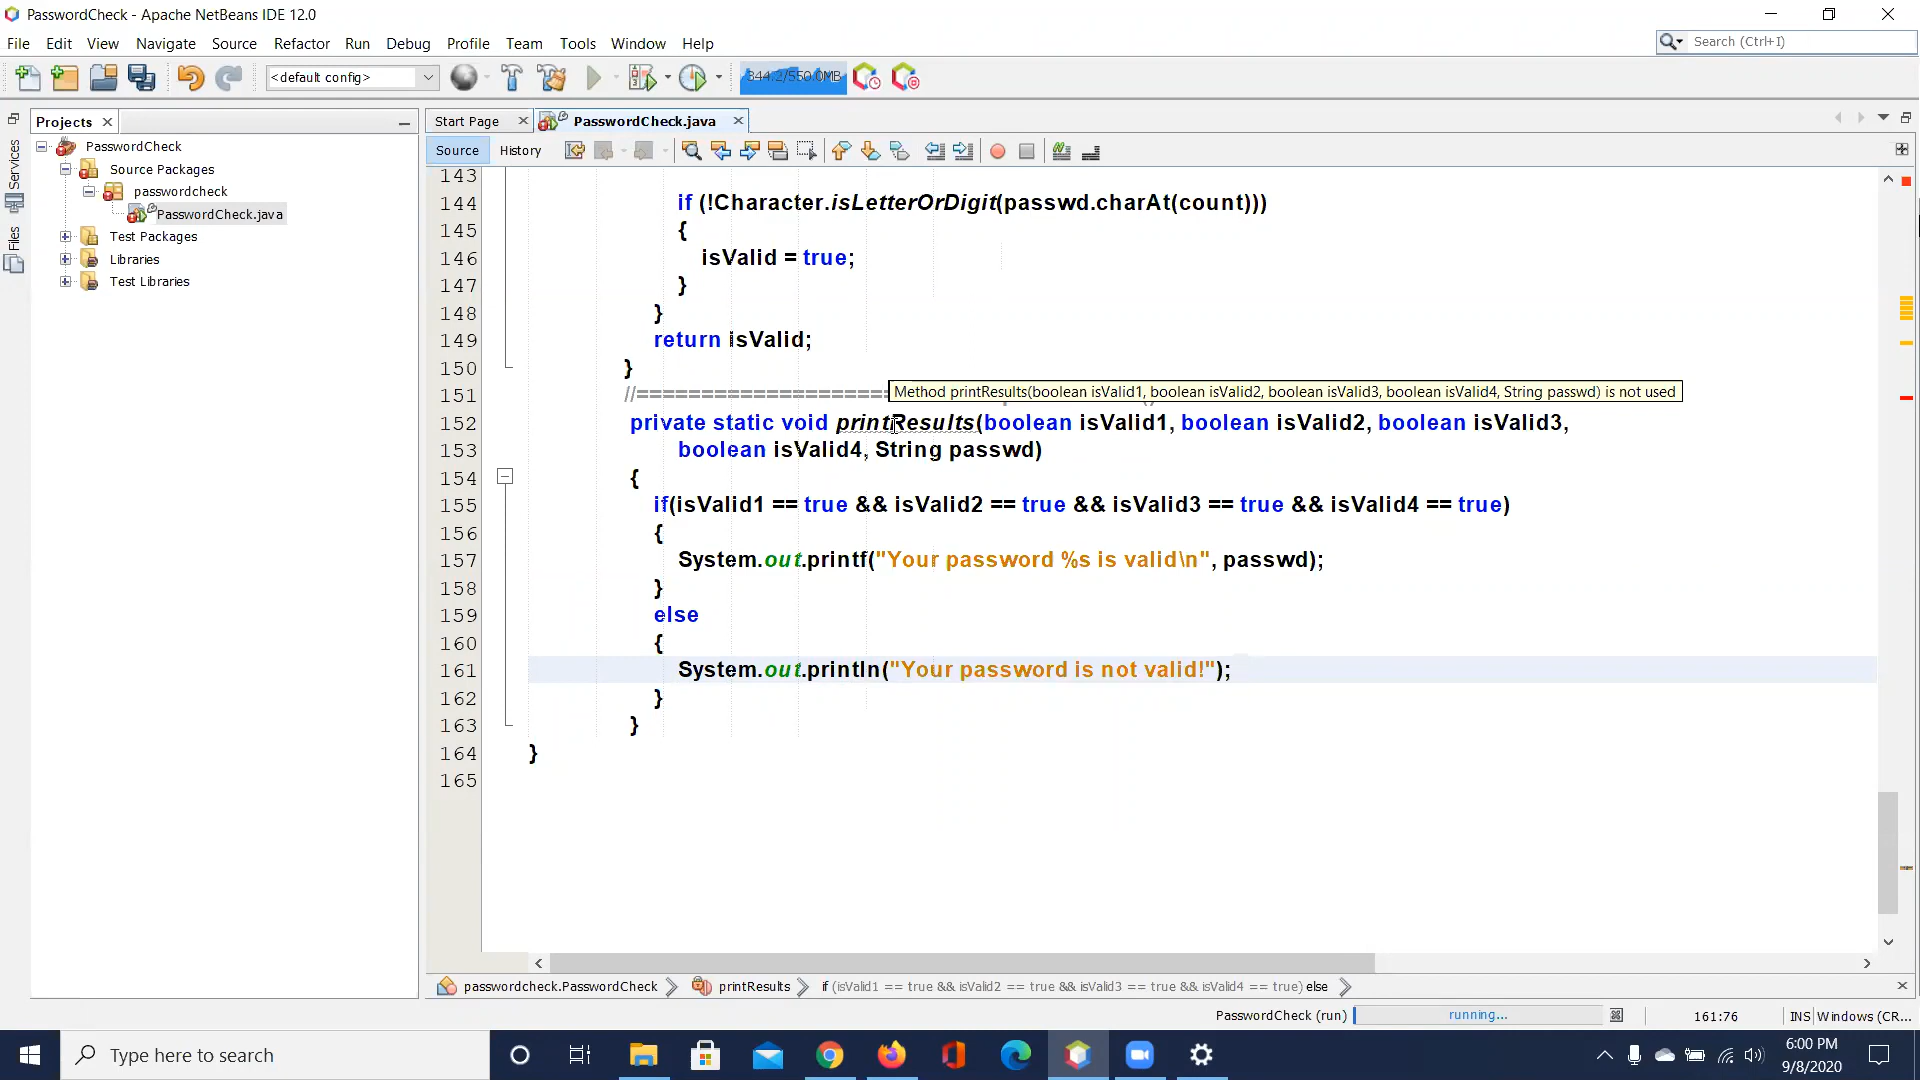 PasswordCheck - Apache NetBeans IDE 12.0
File Edit View Navigate Source Refactor Run Debug Profile Team Tools Window Help
Search (Ctrl+I)
<default config>
344.2/550.0MB
Projects
Start Page
PasswordCheck.java
Services
Files
PasswordCheck
Source Packages
passwordcheck
PasswordCheck.java
Test Packages
Libraries
Test Libraries
Source History
143
144 if (!Character.isLetterOrDigit(passwd.charAt(count)))
145 {
146 isValid = true;
147 }
148 }
149 return isValid;
150 }
151 //===================
Method printResults(boolean isValid1, boolean isValid2, boolean isValid3, boolean isValid4, String passwd) is not used
152 private static void printResults(boolean isValid1, boolean isValid2, boolean isValid3,
153 boolean isValid4, String passwd)
154 {
155 if(isValid1 == true && isValid2 == true && isValid3 == true && isValid4 == true)
156 {
157 System.out.printf("Your password %s is valid\n", passwd);
158 }
159 else
160 {
161 System.out.println("Your password is not valid!");
162 }
163 }
164 }
165
passwordcheck.PasswordCheck printResults if (isValid1 == true && isValid2 == true && isValid3 == true && isValid4 == true) else
PasswordCheck (run) running... 161:76 INS Windows (CR...
Type here to search
6:00 PM
9/8/2020